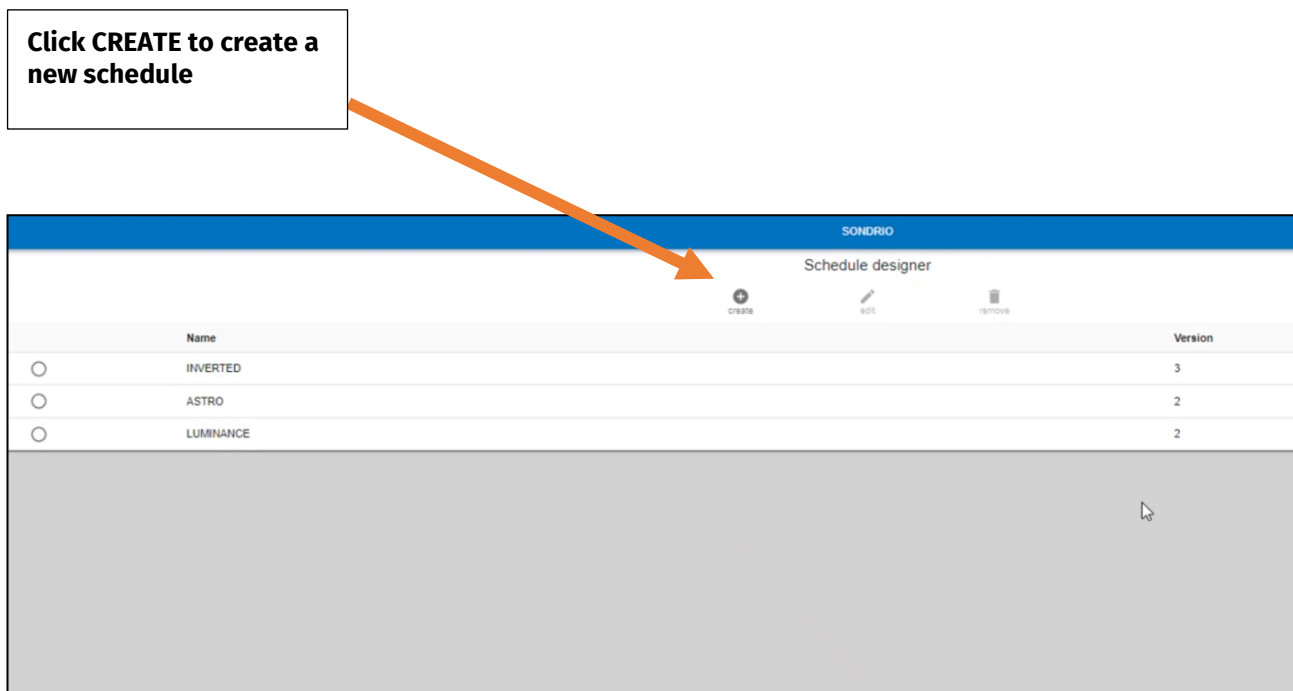 Click CREATE to create a
new schedule
SONDRIO
Schedule designer
create edit remove
Name Version
INVERTED 3
ASTRO 2
LUMINANCE 2